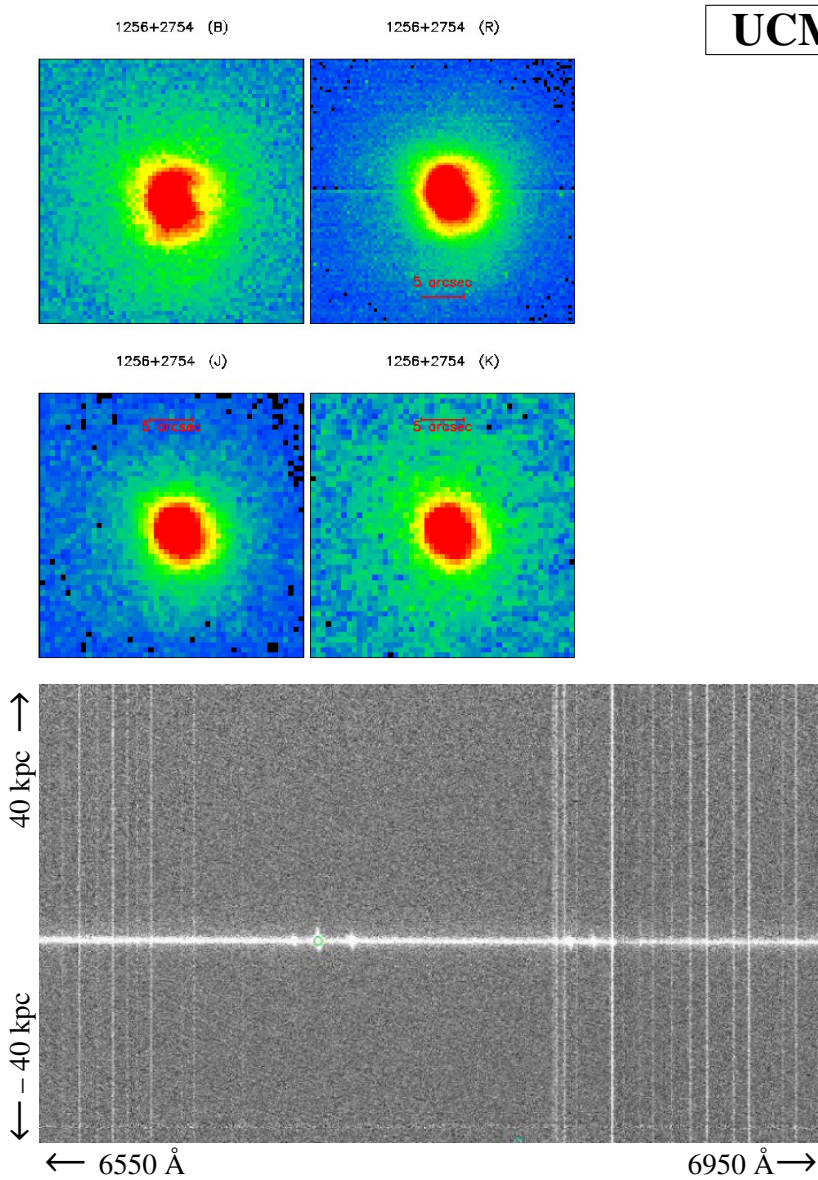 1256+2754 (B)
1256+2754 (R)
UCM
5 arcsec
1256+2754 (J)
1256+2754 (K)
5 arcsec
5 arcsec
← − 40 kpc
40 kpc →
← 6550 Å
6950 Å →